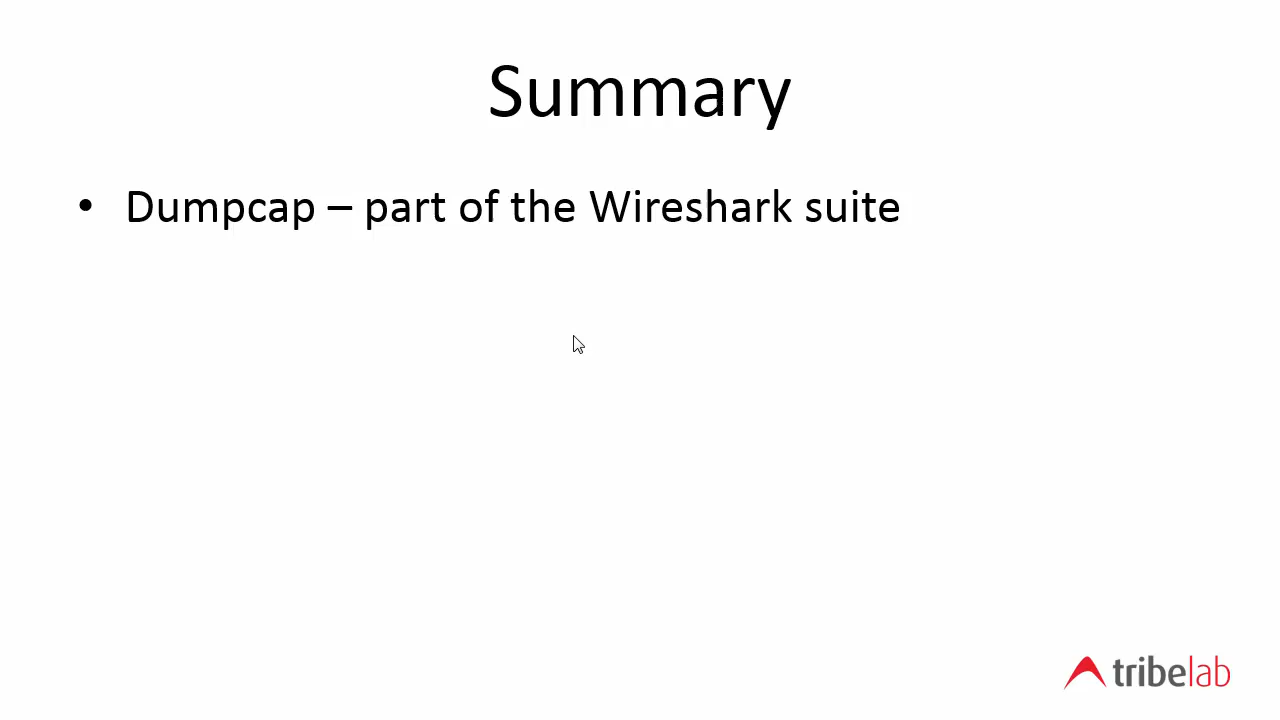 Summary
• Dumpcap – part of the Wireshark suite
tribelab